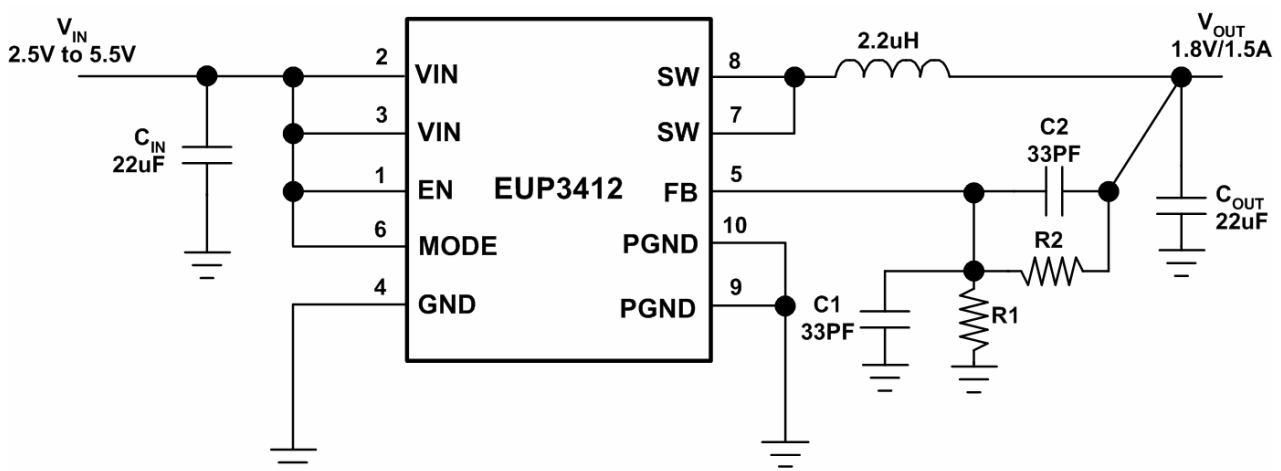 VIN
2.5V to 5.5V
CIN
22uF
2
VIN
3
VIN
1
EN
6
MODE
4
GND
EUP3412
SW
8
SW
7
FB
5
PGND
10
PGND
9
2.2uH
VOUT
1.8V/1.5A
C2
33PF
R2
COUT
22uF
C1
33PF
R1